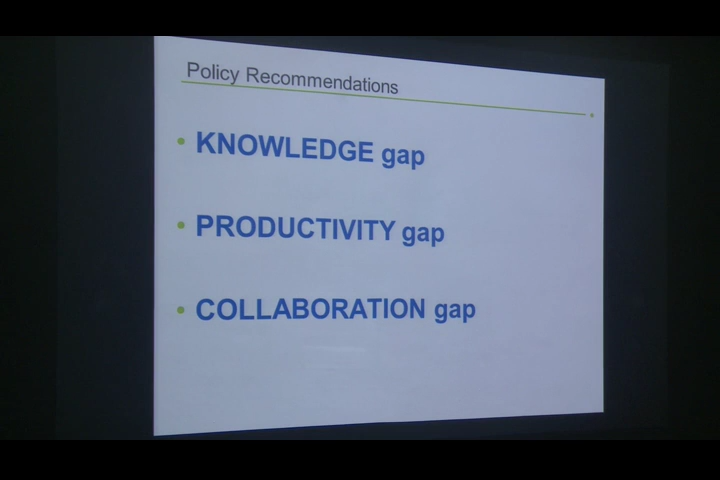 Policy Recommendations
• KNOWLEDGE gap
• PRODUCTIVITY gap
• COLLABORATION gap